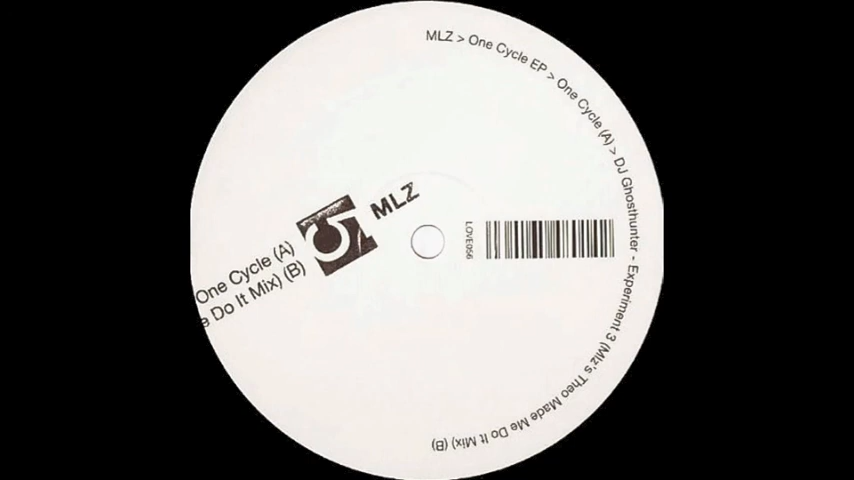 MLZ > One Cycle EP > One Cycle (A) > DJ Ghosthunter - Experiment 3 (Mlz's Theo Made Me Do It Mix) (B)
MLZ
One Cycle (A)
e Do It Mix) (B)
LOVE056